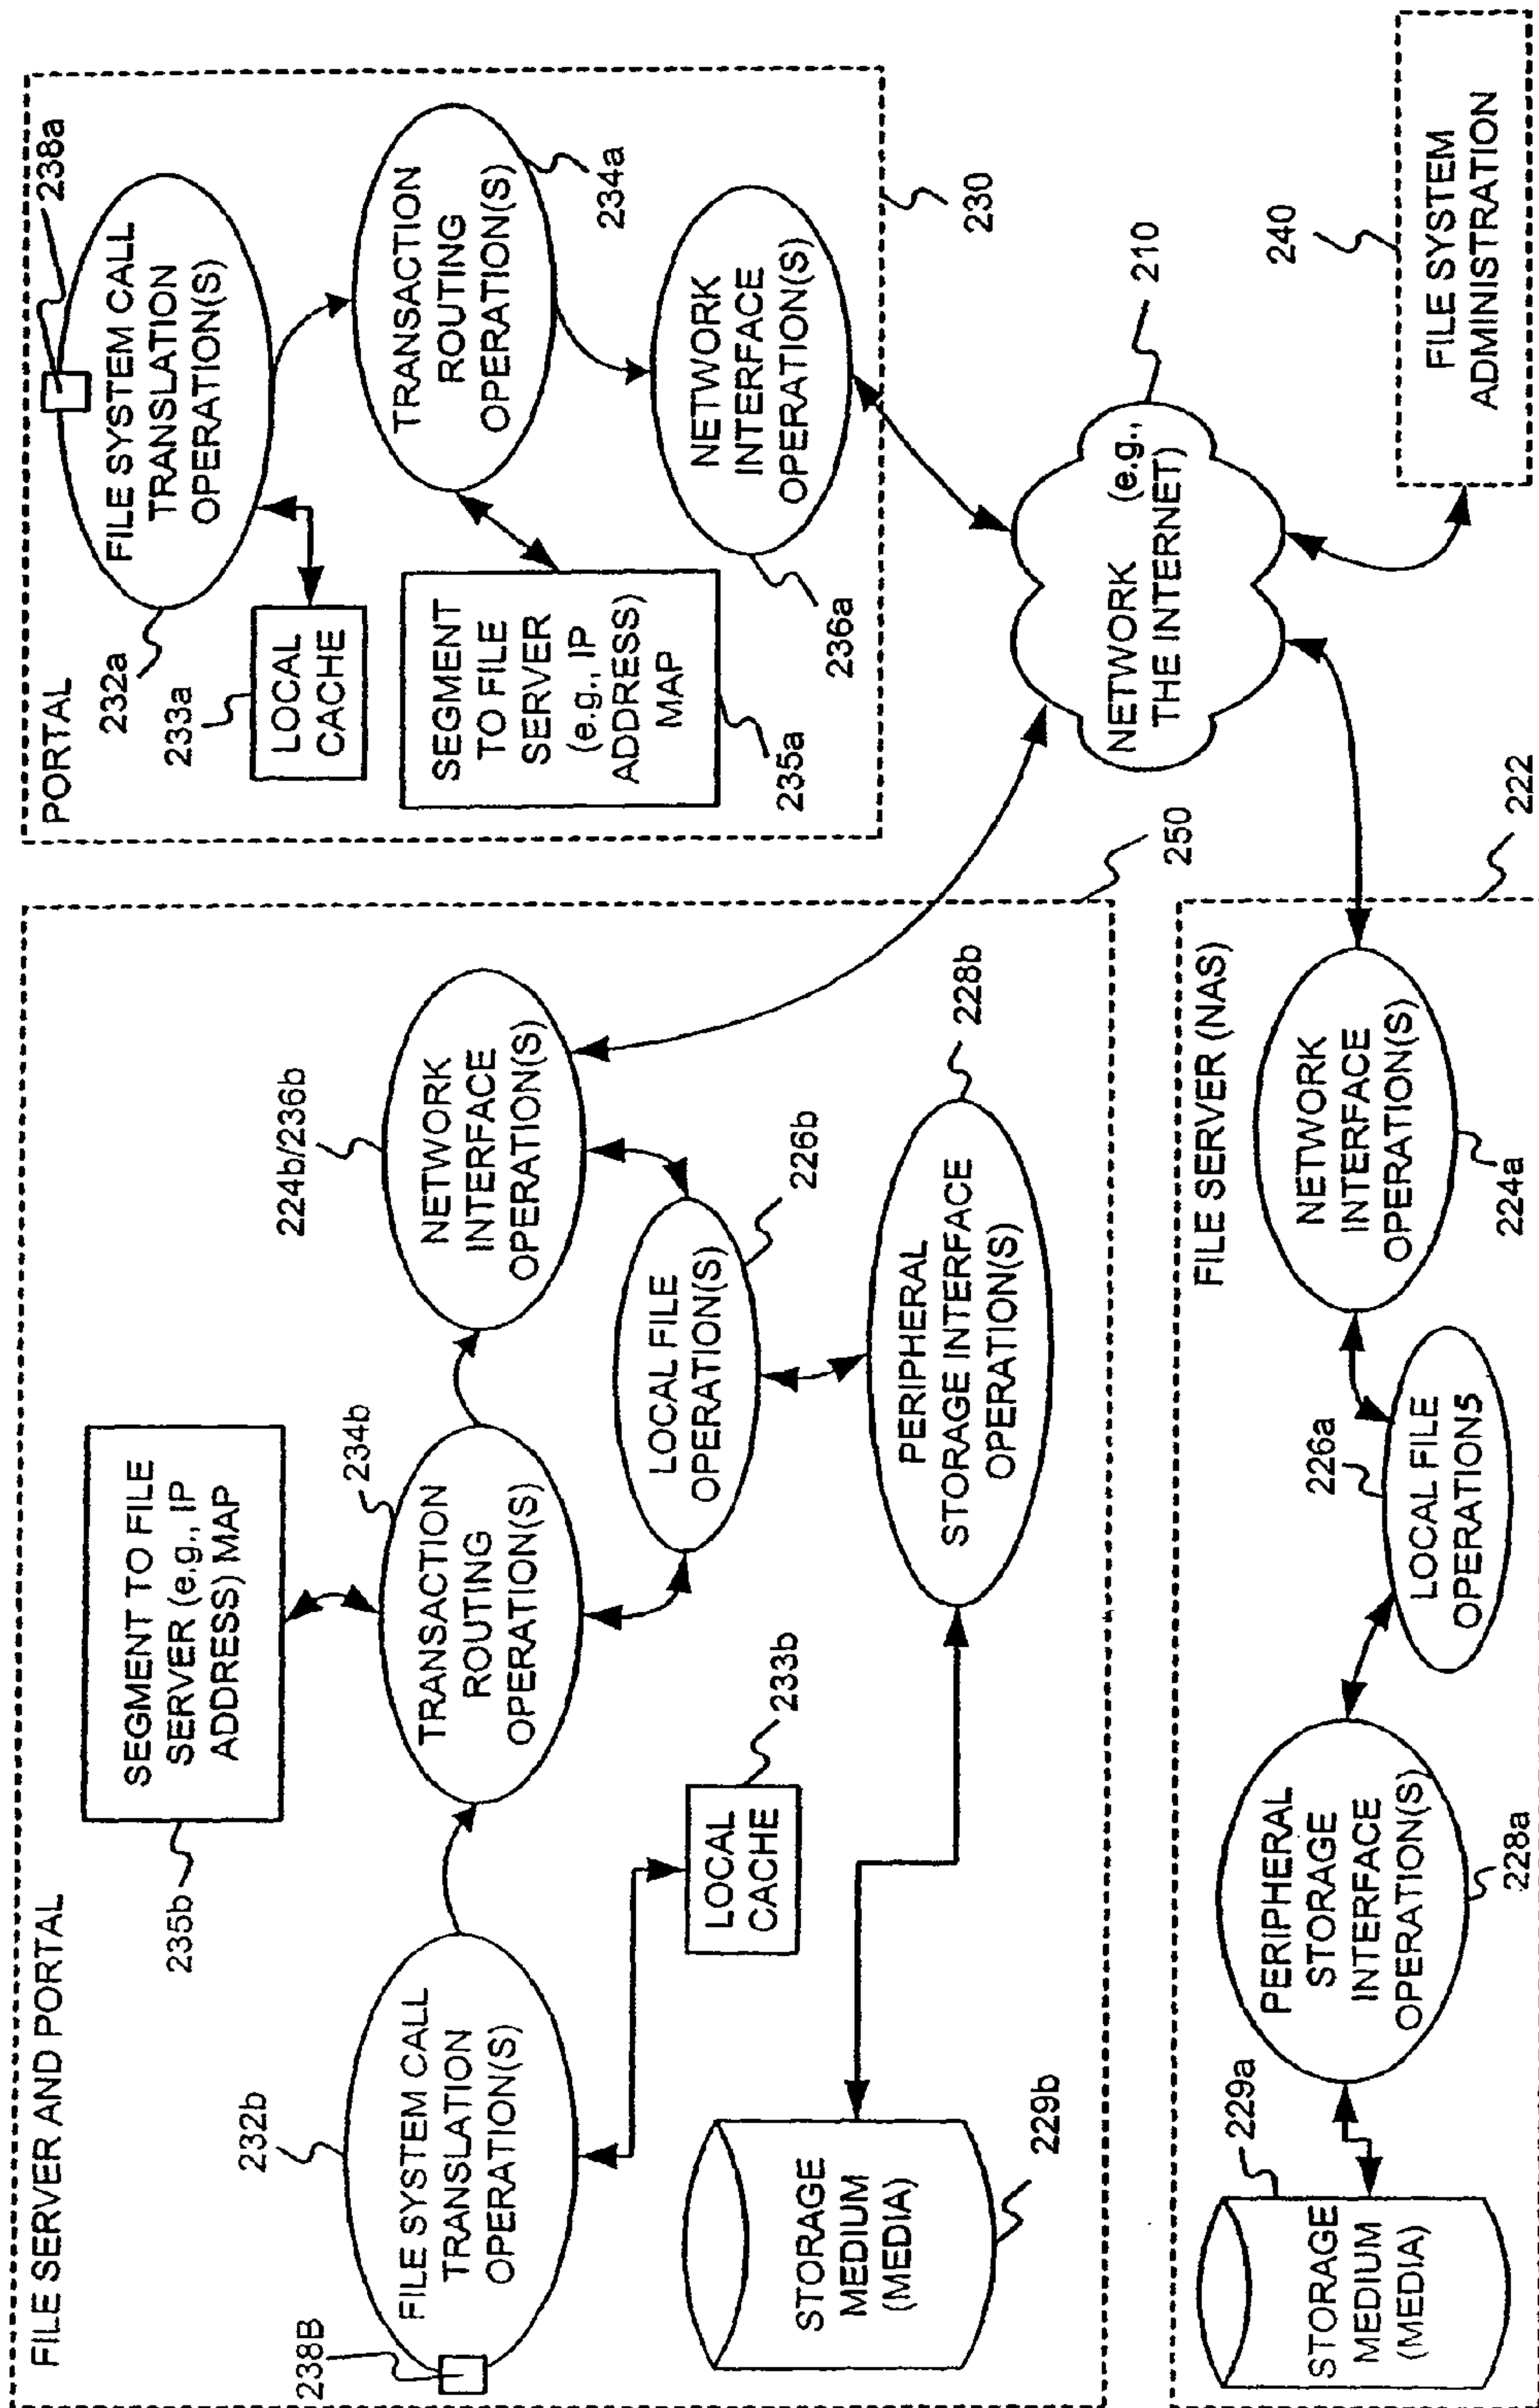 FILE SERVER AND PORTAL
235b
SEGMENT TO FILE
SERVER (e.g., IP
ADDRESS) MAP
232b
238B
FILE SYSTEM CALL
TRANSLATION
OPERATION(S)
234b
TRANSACTION
ROUTING
OPERATION(S)
224b/236b
NETWORK
INTERFACE
OPERATION(S)
LOCAL FILE
OPERATION(S)
226b
LOCAL
CACHE
233b
STORAGE
MEDIUM
(MEDIA)
229b
PERIPHERAL
STORAGE INTERFACE
OPERATION(S)
228b
250
PORTAL
232a
233a
LOCAL
CACHE
FILE SYSTEM CALL
TRANSLATION
OPERATION(S)
238a
SEGMENT
TO FILE
SERVER
(e.g., IP
ADDRESS)
MAP
235a
TRANSACTION
ROUTING
OPERATION(S)
234a
NETWORK
INTERFACE
OPERATION(S)
236a
230
NETWORK (e.g.,
THE INTERNET)
210
240
FILE SYSTEM
ADMINISTRATION
FILE SERVER (NAS)
222
229a
STORAGE
MEDIUM
(MEDIA)
PERIPHERAL
STORAGE
INTERFACE
OPERATION(S)
228a
226a
LOCAL FILE
OPERATIONS
NETWORK
INTERFACE
OPERATION(S)
224a